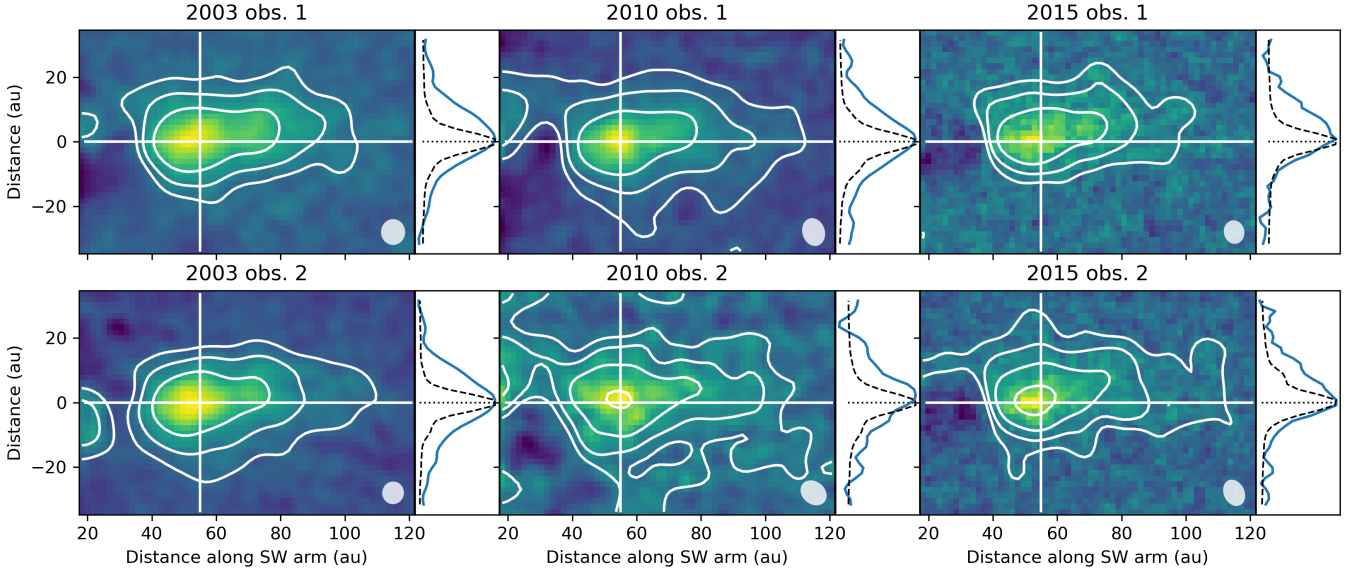 2003 obs. 1
2010 obs. 1
2015 obs. 1
Distance (au)
20
0
−20
2003 obs. 2
2010 obs. 2
2015 obs. 2
Distance (au)
20
0
−20
20 40 60 80 100
20 40 60 80 100
20 40 60 80 100 120
Distance along SW arm (au)
Distance along SW arm (au)
Distance along SW arm (au)